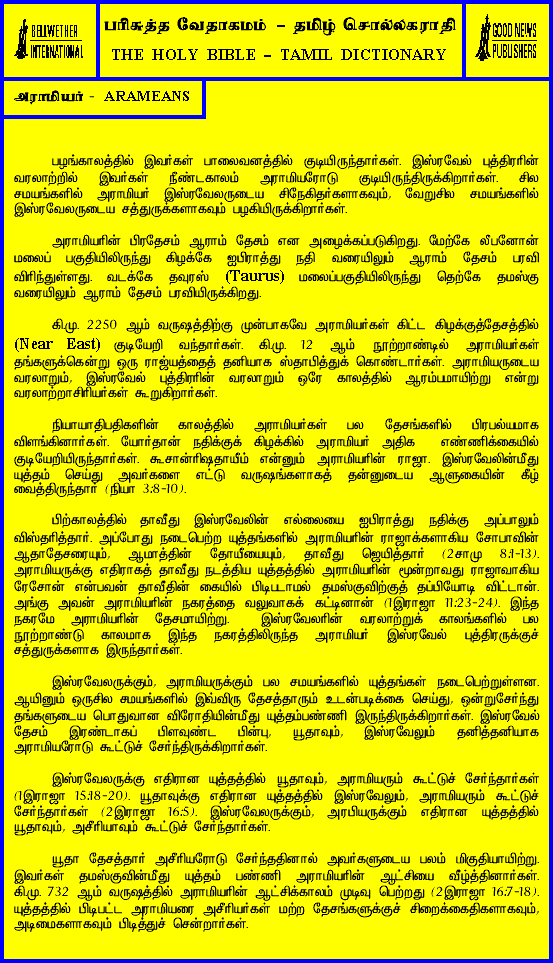 BELLWETHER
INTERNATIONAL
பரிசுத்த வேதாகமம் – தமிழ் சொல்லகராதி
THE HOLY BIBLE – TAMIL DICTIONARY
GOOD NEWS
PUBLISHERS
அராமியர் - ARAMEANS
பழங்காலத்தில் இவர்கள் பாலைவனத்தில் குடியிருந்தார்கள். இஸ்ரவேல் புத்திரரின்
வரலாற்றில் இவர்கள் நீண்டகாலம் அராமியரோடு குடியிருந்திருக்கிறார்கள். சில
சமயங்களில் அராமியர் இஸ்ரவேலருடைய சிநேகிதர்களாகவும், வேறுசில சமயங்களில்
இஸ்ரவேலருடைய சத்துருக்களாகவும் பழகியிருக்கிறார்கள்.
அராமியரின் பிரதேசம் ஆராம் தேசம் என அழைக்கப்படுகிறது. மேற்கே லீபனோன்
மலைப் பகுதியிலிருந்து கிழக்கே ஐபிராத்து நதி வரையிலும் ஆராம் தேசம் பரவி
விரிந்துள்ளது. வடக்கே தவுரஸ் (Taurus) மலைப்பகுதியிலிருந்து தெற்கே தமஸ்கு
வரையிலும் ஆராம் தேசம் பரவியிருக்கிறது.
கி.மு. 2250 ஆம் வருஷத்திற்கு முன்பாகவே அராமியர்கள் கிட்ட கிழக்குத்தேசத்தில்
(Near East) குடியேறி வந்தார்கள். கி.மு. 12 ஆம் நூற்றாண்டில் அராமியர்கள்
தங்களுக்கென்று ஒரு ராஜ்யத்தைத் தனியாக ஸ்தாபித்துக் கொண்டார்கள். அராமியருடைய
வரலாறும், இஸ்ரவேல் புத்திரரின் வரலாறும் ஒரே காலத்தில் ஆரம்பமாயிற்று என்று
வரலாற்றாசிரியர்கள் கூறுகிறார்கள்.
நியாயாதிபதிகளின் காலத்தில் அராமியர்கள் பல தேசங்களில் பிரபல்யமாக
விளங்கினார்கள். யோர்தான் நதிக்குக் கிழக்கில் அராமியர் அதிக எண்ணிக்கையில்
குடியேறியிருந்தார்கள். கூசான்ரிஷதாயீம் என்னும் அராமியரின் ராஜா. இஸ்ரவேலின்மீது
யுத்தம் செய்து அவர்களை எட்டு வருஷங்களாகத் தன்னுடைய ஆளுகையின் கீழ்
வைத்திருந்தார் (நியா 3:8-10).
பிற்காலத்தில் தாவீது இஸ்ரவேலின் எல்லையை ஐபிராத்து நதிக்கு அப்பாலும்
விஸ்தரித்தார். அப்போது நடைபெற்ற யுத்தங்களில் அராமியரின் ராஜாக்களாகிய சோபாவின்
ஆதாதேசரையும், ஆமாத்தின் தோயீயையும், தாவீது ஜெயித்தார் (2சாமு 8:1-13).
அராமியருக்கு எதிராகத் தாவீது நடத்திய யுத்தத்தில் அராமியரின் மூன்றாவது ராஜாவாகிய
ரேசோன் என்பவன் தாவீதின் கையில் பிடிபடாமல் தமஸ்குவிற்குத் தப்பியோடி விட்டான்.
அங்கு அவன் அராமியரின் நகரத்தை வலுவாகக் கட்டினான் (1இராஜா 11:23-24). இந்த
நகரமே அராமியரின் தேசமாயிற்று. இஸ்ரவேலரின் வரலாற்றுக் காலங்களில் பல
நூற்றாண்டு காலமாக இந்த நகரத்திலிருந்த அராமியர் இஸ்ரவேல் புத்திரருக்குச்
சத்துருக்களாக இருந்தார்கள்.
இஸ்ரவேலருக்கும், அராமியருக்கும் பல சமயங்களில் யுத்தங்கள் நடைபெற்றுள்ளன.
ஆயினும் ஒருசில சமயங்களில் இவ்விரு தேசத்தாரும் உடன்படிக்கை செய்து, ஒன்றுசேர்ந்து
தங்களுடைய பொதுவான விரோதியின்மீது யுத்தம்பண்ணி இருந்திருக்கிறார்கள். இஸ்ரவேல்
தேசம் இரண்டாகப் பிளவுண்ட பின்பு, யூதாவும், இஸ்ரவேலும் தனித்தனியாக
அராமியரோடு கூட்டுச் சேர்ந்திருக்கிறார்கள்.
இஸ்ரவேலருக்கு எதிரான யுத்தத்தில் யூதாவும், அராமியரும் கூட்டுச் சேர்ந்தார்கள்
(1இராஜா 15:18-20). யூதாவுக்கு எதிரான யுத்தத்தில் இஸ்ரவேலும், அராமியரும் கூட்டுச்
சேர்ந்தார்கள் (2இராஜா 16:5). இஸ்ரவேலருக்கும், அரபியருக்கும் எதிரான யுத்தத்தில்
யூதாவும், அசீரியாவும் கூட்டுச் சேர்ந்தார்கள்.
யூதா தேசத்தார் அசீரியரோடு சேர்ந்ததினால் அவர்களுடைய பலம் மிகுதியாயிற்று.
இவர்கள் தமஸ்குவின்மீது யுத்தம் பண்ணி அராமியரின் ஆட்சியை வீழ்த்தினார்கள்.
கி.மு. 732 ஆம் வருஷத்தில் அராமியரின் ஆட்சிக்காலம் முடிவு பெற்றது (2இராஜா 16:7-18).
யுத்தத்தில் பிடிபட்ட அராமியரை அசீரியர்கள் மற்ற தேசங்களுக்குச் சிறைக்கைதிகளாகவும்,
அடிமைகளாகவும் பிடித்துச் சென்றார்கள்.